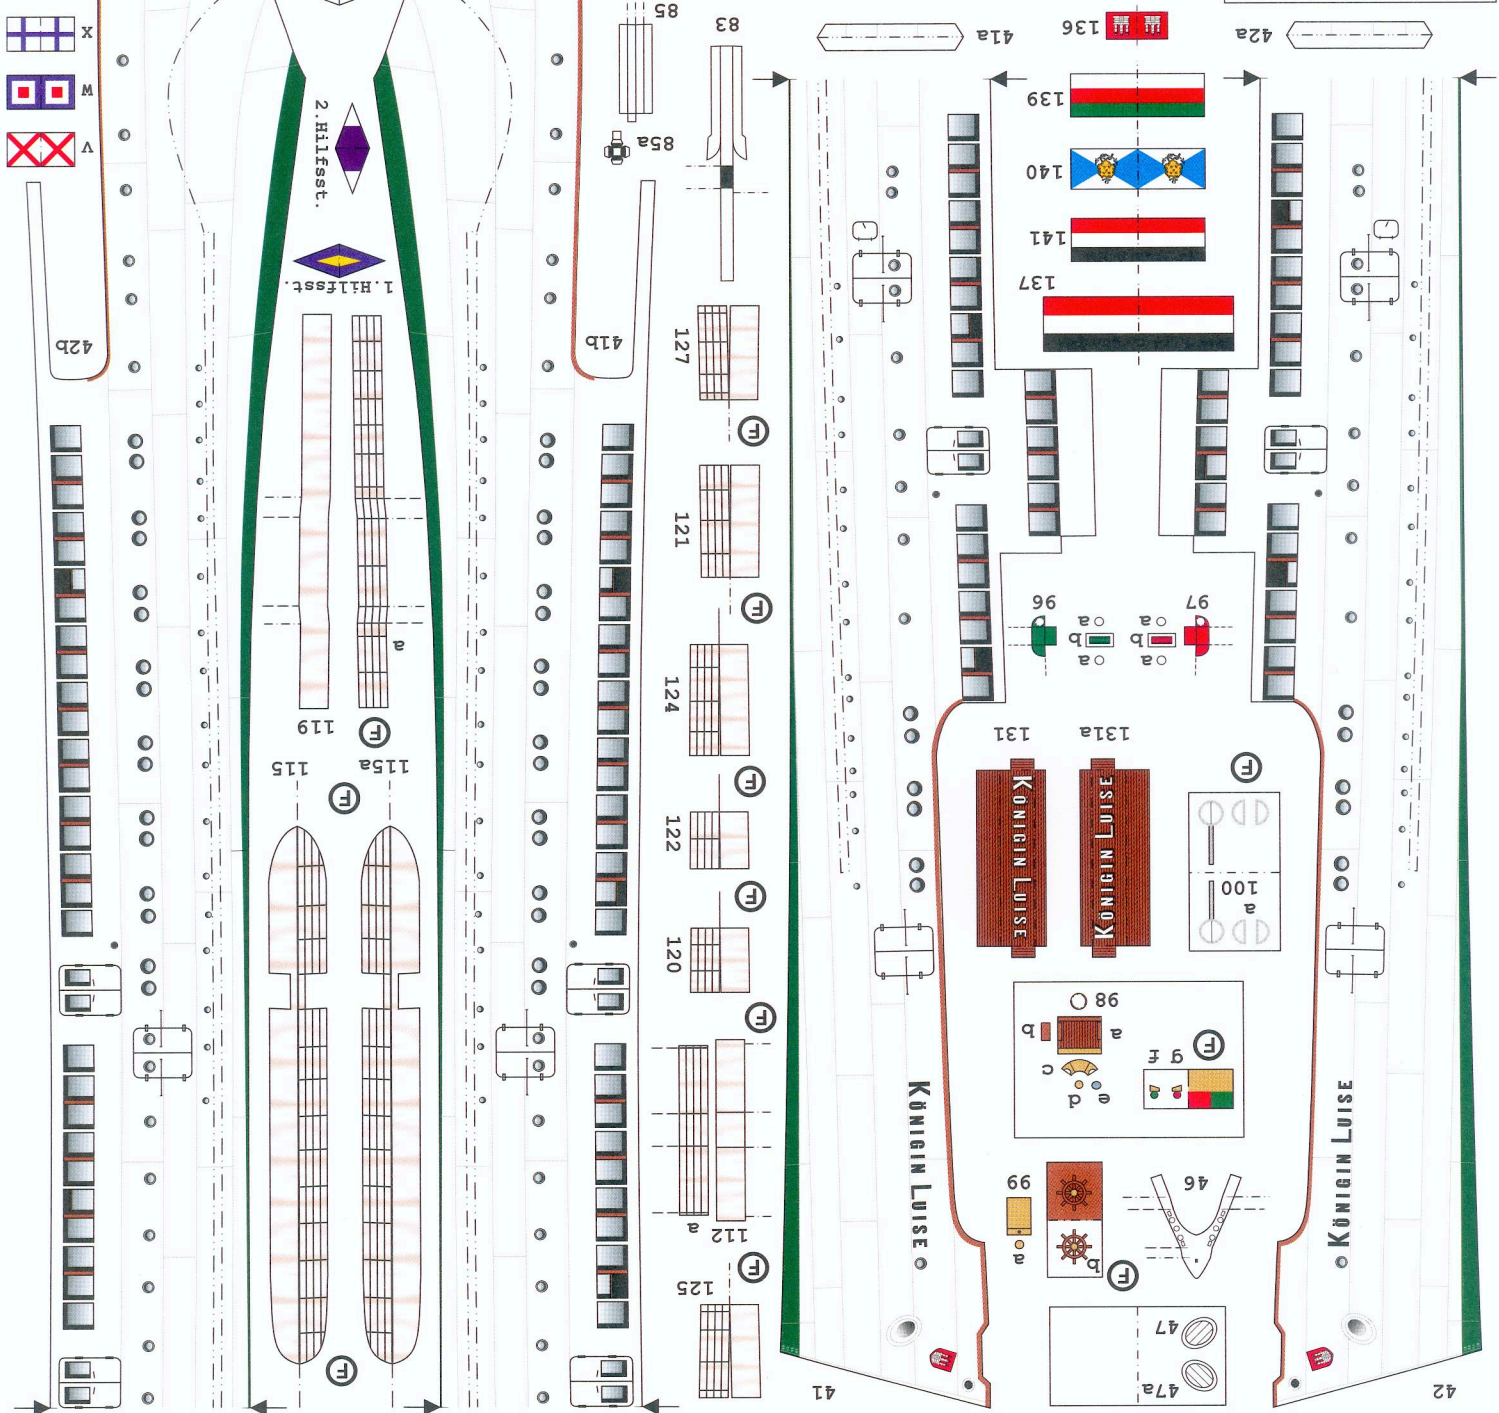 X
W
V
2.Hilfsst.
1.Hilfsst.
42b
41b
85
85a
83
127
F
121
F
124
F
122
F
120
F
a
112
F
125
119
a
F
115
115a
F
F
41a
136
42a
139
140
141
137
96
97
a
b
a
a
b
a
131
131a
KÖNIGIN LUISE
KÖNIGIN LUISE
F
100
a
98
a
b
c
d
e
f
g
F
KÖNIGIN LUISE
KÖNIGIN LUISE
99
a
b
F
46
47
47a
41
42